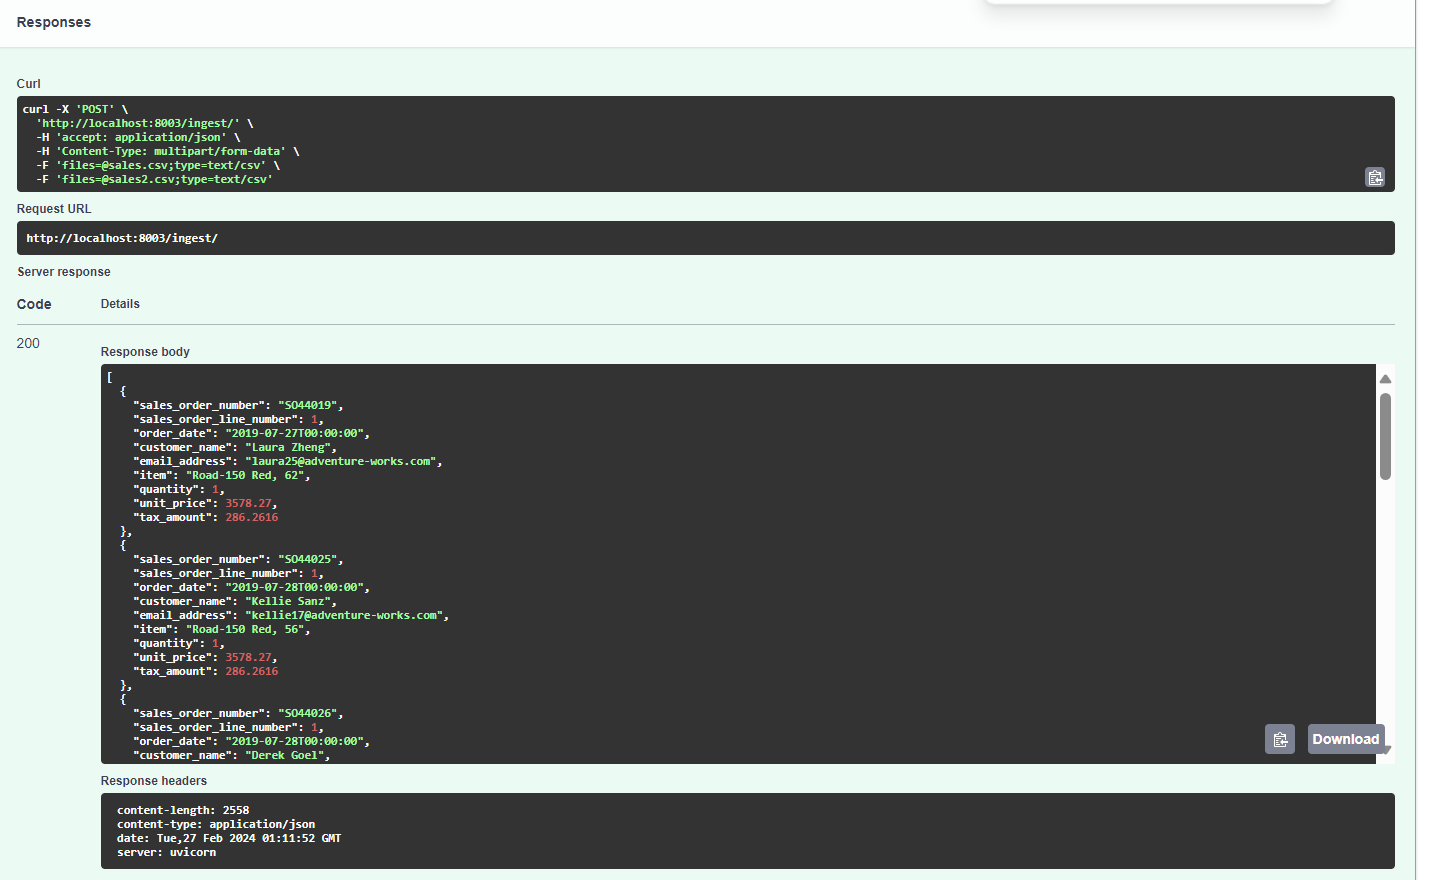 Responses
Curl
curl -X 'POST' \
  'http://localhost:8003/ingest/' \
  -H 'accept: application/json' \
  -H 'Content-Type: multipart/form-data' \
  -F 'files=@sales.csv;type=text/csv' \
  -F 'files=@sales2.csv;type=text/csv'
Request URL
http://localhost:8003/ingest/
Server response
Code Details
200
Response body
[
  {
    "sales_order_number": "SO44019",
    "sales_order_line_number": 1,
    "order_date": "2019-07-27T00:00:00",
    "customer_name": "Laura Zheng",
    "email_address": "laura25@adventure-works.com",
    "item": "Road-150 Red, 62",
    "quantity": 1,
    "unit_price": 3578.27,
    "tax_amount": 286.2616
  },
  {
    "sales_order_number": "SO44025",
    "sales_order_line_number": 1,
    "order_date": "2019-07-28T00:00:00",
    "customer_name": "Kellie Sanz",
    "email_address": "kellie17@adventure-works.com",
    "item": "Road-150 Red, 56",
    "quantity": 1,
    "unit_price": 3578.27,
    "tax_amount": 286.2616
  },
  {
    "sales_order_number": "SO44026",
    "sales_order_line_number": 1,
    "order_date": "2019-07-28T00:00:00",
    "customer_name": "Derek Goel",
Download
Response headers
content-length: 2558
content-type: application/json
date: Tue,27 Feb 2024 01:11:52 GMT
server: uvicorn